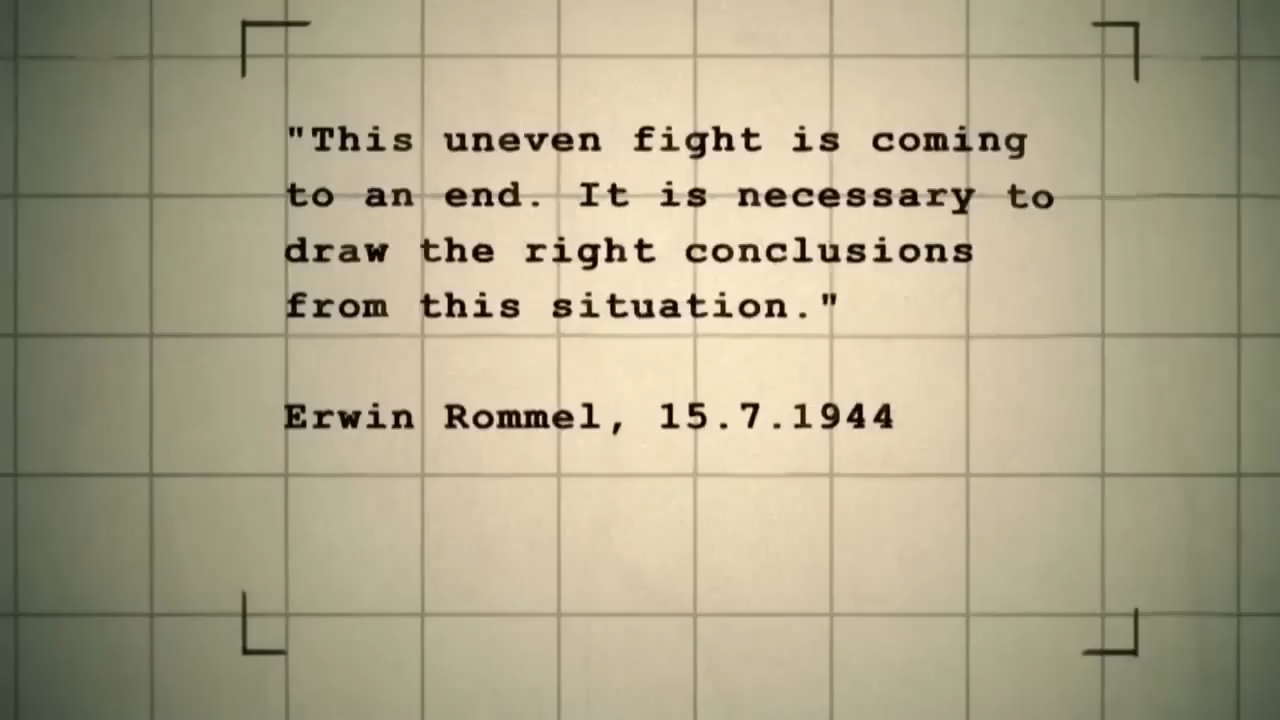 "This uneven fight is coming
to an end. It is necessary to
draw the right conclusions
from this situation."
Erwin Rommel, 15.7.1944